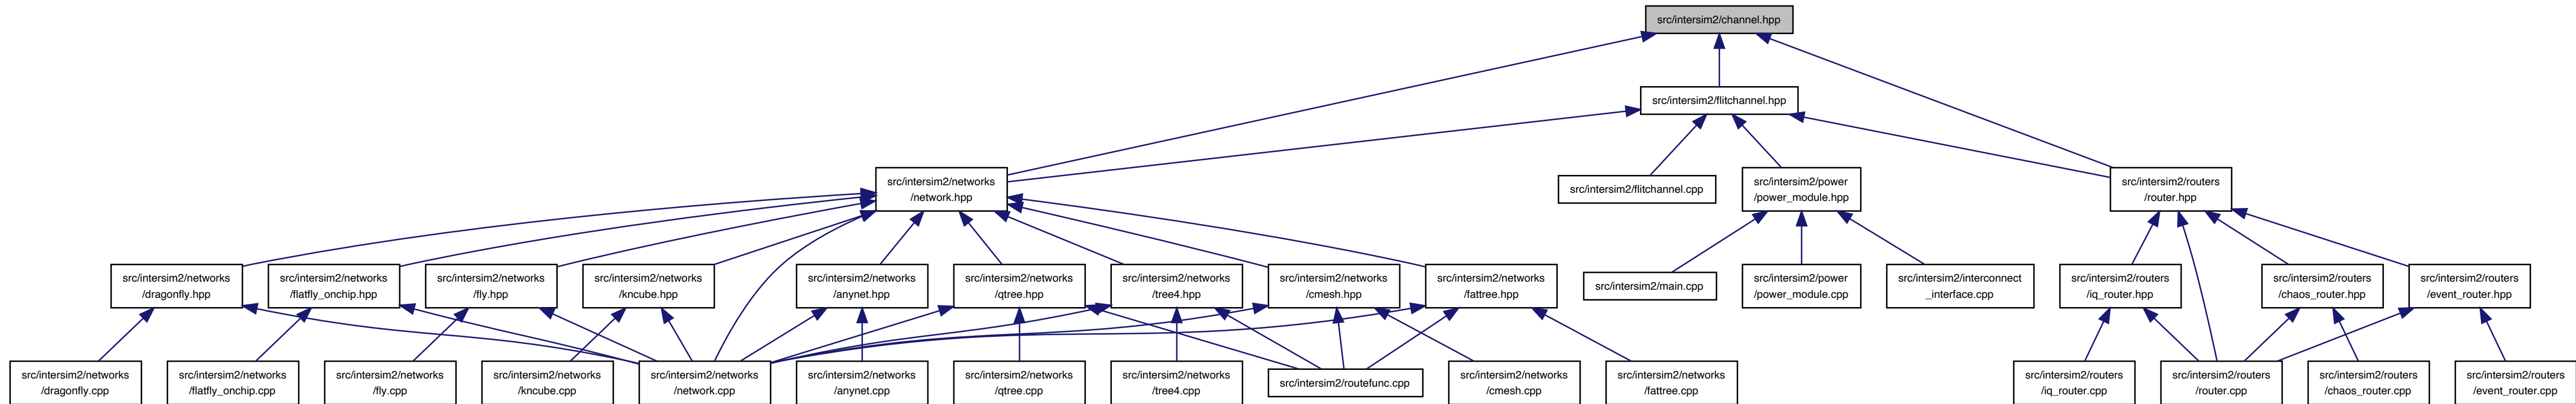 src/intersim2/channel.hpp
src/intersim2/flitchannel.hpp
src/intersim2/networks
/network.hpp
src/intersim2/flitchannel.cpp
src/intersim2/power
/power_module.hpp
src/intersim2/routers
/router.hpp
src/intersim2/networks
/dragonfly.hpp
src/intersim2/networks
/flatfly_onchip.hpp
src/intersim2/networks
/fly.hpp
src/intersim2/networks
/kncube.hpp
src/intersim2/networks
/anynet.hpp
src/intersim2/networks
/qtree.hpp
src/intersim2/networks
/tree4.hpp
src/intersim2/networks
/cmesh.hpp
src/intersim2/networks
/fattree.hpp
src/intersim2/main.cpp
src/intersim2/power
/power_module.cpp
src/intersim2/interconnect
_interface.cpp
src/intersim2/routers
/iq_router.hpp
src/intersim2/routers
/chaos_router.hpp
src/intersim2/routers
/event_router.hpp
src/intersim2/networks
/dragonfly.cpp
src/intersim2/networks
/flatfly_onchip.cpp
src/intersim2/networks
/fly.cpp
src/intersim2/networks
/kncube.cpp
src/intersim2/networks
/network.cpp
src/intersim2/networks
/anynet.cpp
src/intersim2/networks
/qtree.cpp
src/intersim2/networks
/tree4.cpp
src/intersim2/routefunc.cpp
src/intersim2/networks
/cmesh.cpp
src/intersim2/networks
/fattree.cpp
src/intersim2/routers
/iq_router.cpp
src/intersim2/routers
/router.cpp
src/intersim2/routers
/chaos_router.cpp
src/intersim2/routers
/event_router.cpp